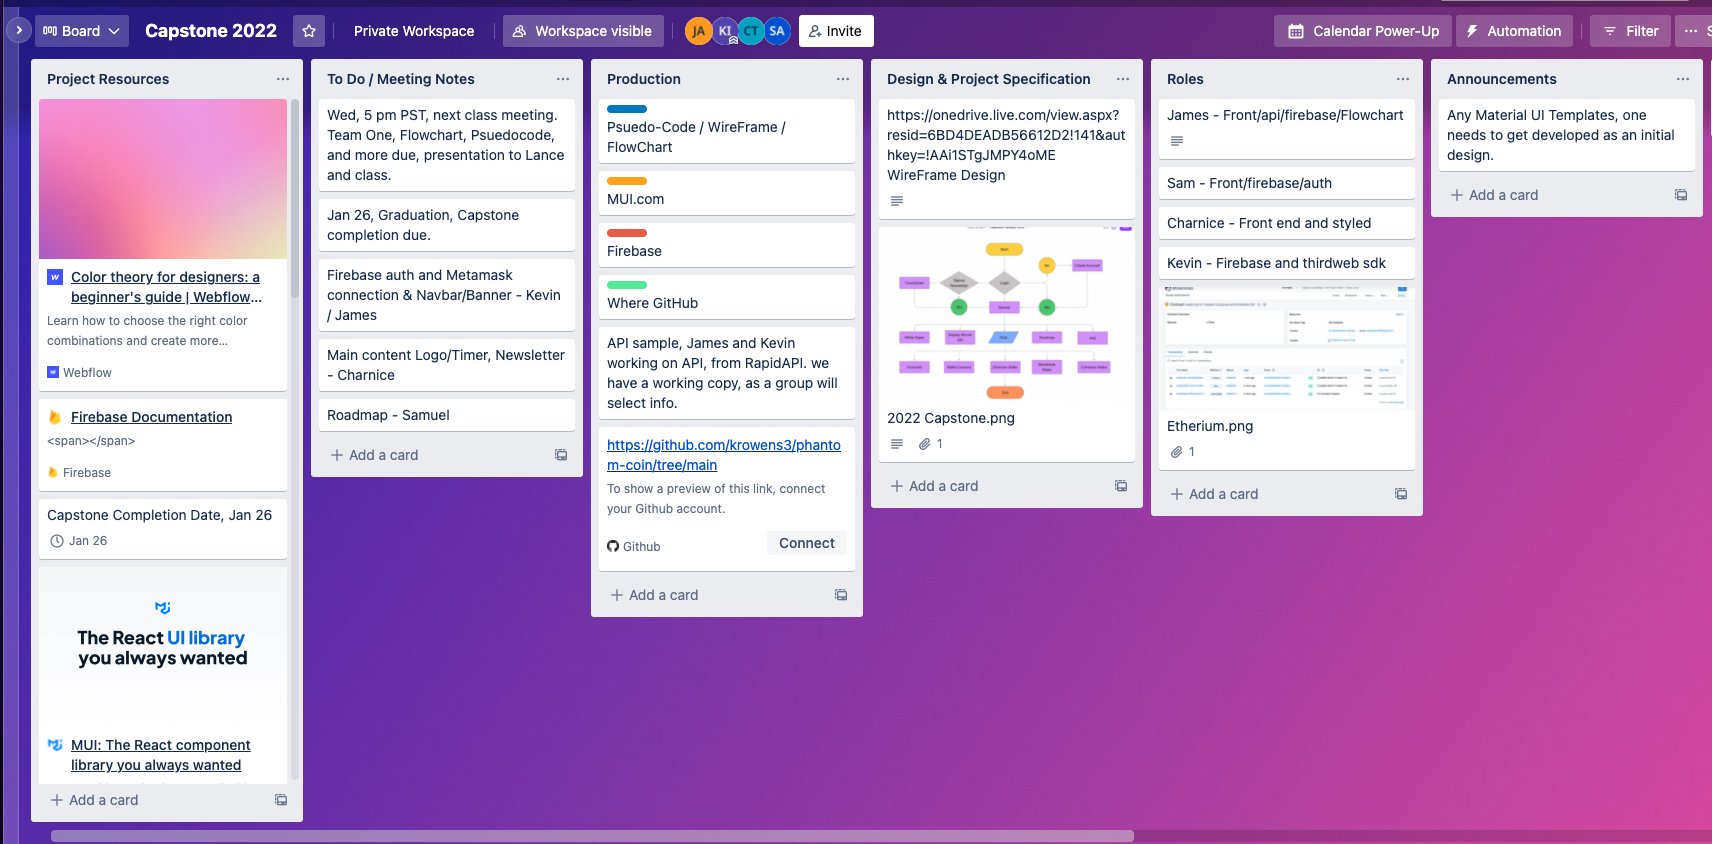 Board
Capstone 2022
Private Workspace
Workspace visible
JA
KI
CT
SA
Invite
Calendar Power-Up
Automation
Filter
Project Resources
Color theory for designers: a
beginner's guide | Webflow...
Learn how to choose the right color
combinations and create more...
Webflow
Firebase Documentation
<span></span>
Firebase
Capstone Completion Date, Jan 26
Jan 26
The React UI library
you always wanted
MUI: The React component
library you always wanted
Add a card
To Do / Meeting Notes
Wed, 5 pm PST, next class meeting.
Team One, Flowchart, Psuedocode,
and more due, presentation to Lance
and class.
Jan 26, Graduation, Capstone
completion due.
Firebase auth and Metamask
connection & Navbar/Banner - Kevin
/ James
Main content Logo/Timer, Newsletter
- Charnice
Roadmap - Samuel
Add a card
Production
Psuedo-Code / WireFrame /
FlowChart
MUI.com
Firebase
Where GitHub
API sample, James and Kevin
working on API, from RapidAPI. we
have a working copy, as a group will
select info.
https://github.com/krowens3/phanto
m-coin/tree/main
To show a preview of this link, connect
your Github account.
Github
Connect
Add a card
Design & Project Specification
https://onedrive.live.com/view.aspx?
resid=6BD4DEADB56612D2!141&aut
hkey=!AAi1STgJMPY4oME
WireFrame Design
2022 Capstone.png
1
Add a card
Roles
James - Front/api/firebase/Flowchart
Sam - Front/firebase/auth
Charnice - Front end and styled
Kevin - Firebase and thirdweb sdk
Etherium.png
1
Add a card
Announcements
Any Material UI Templates, one
needs to get developed as an initial
design.
Add a card